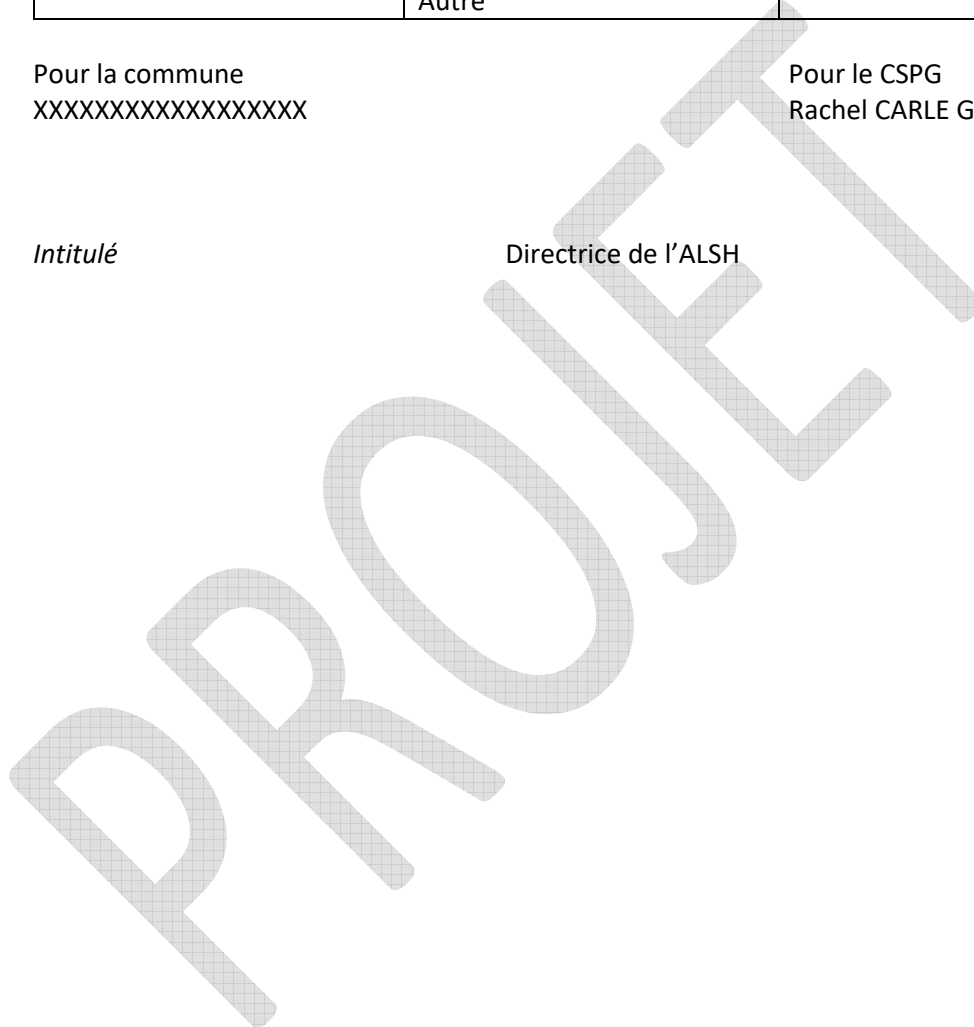 Autre
Pour la commune Pour le CSPG
XXXXXXXXXXXXXXXXXX Rachel CARLE G
Intitulé Directrice de l’ALSH
PROJET